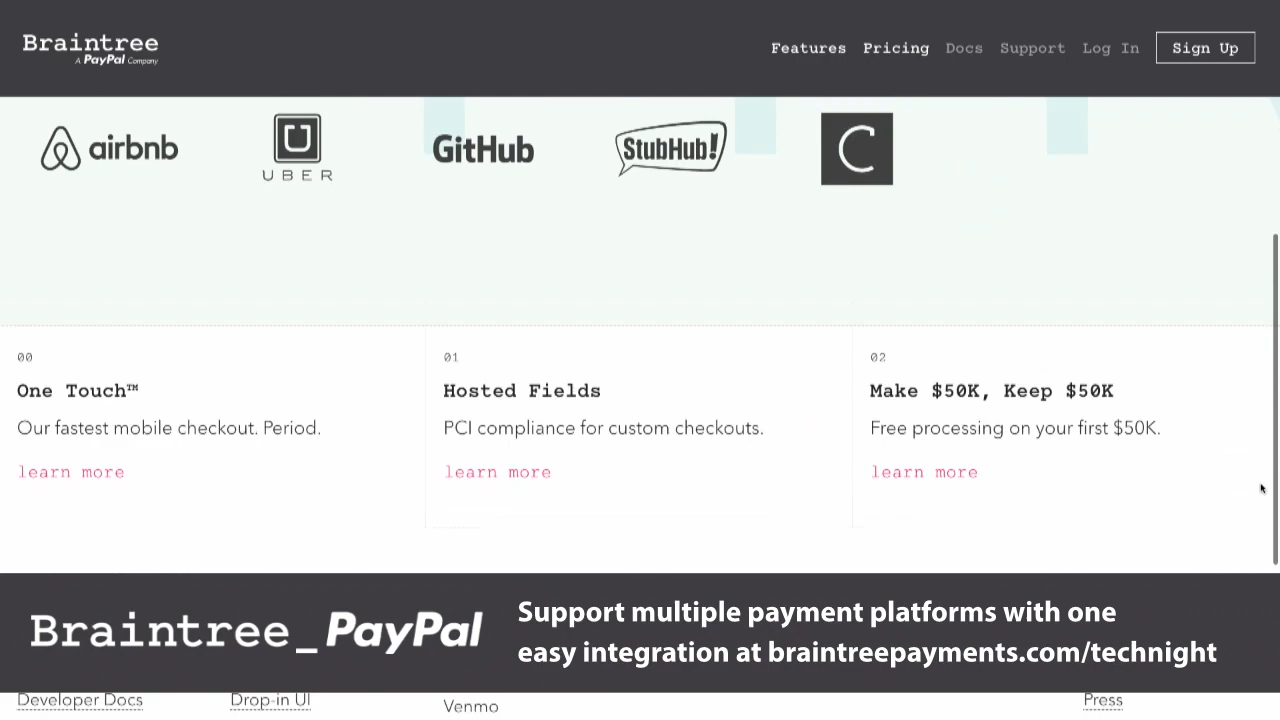 Braintree
A PayPal Company
Features Pricing Docs Support Log In Sign Up
airbnb
UBER
GitHub
StubHub!
C
00
One Touch™
Our fastest mobile checkout. Period.
learn more
01
Hosted Fields
PCI compliance for custom checkouts.
learn more
02
Make $50K, Keep $50K
Free processing on your first $50K.
learn more
Braintree_PayPal
Support multiple payment platforms with one
easy integration at braintreepayments.com/technight
Developer Docs Drop-in UI Venmo Press